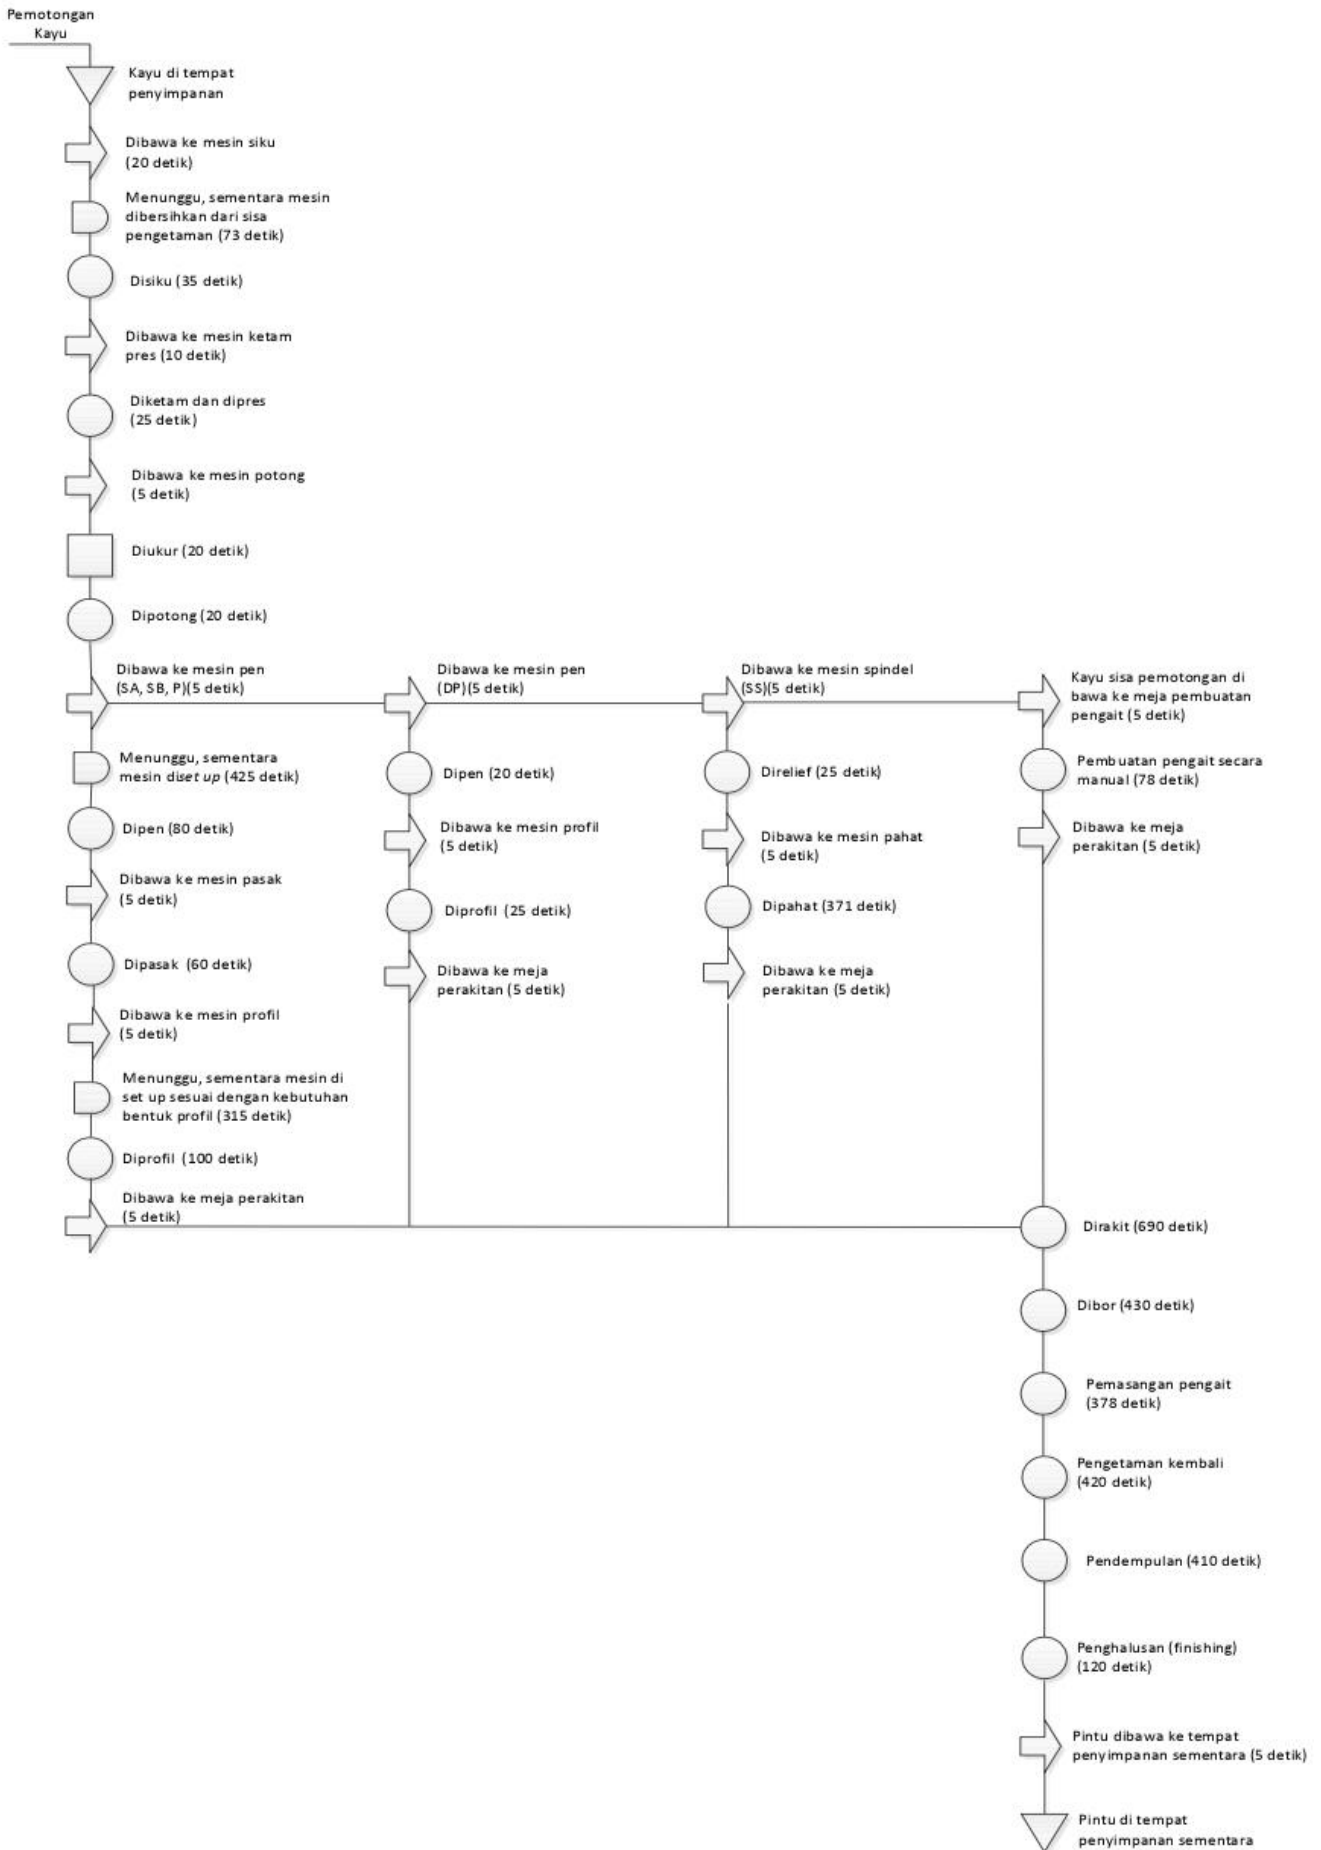 Pemotongan
Kayu
Kayu di tempat
penyimpanan
Dibawa ke mesin siku
(20 detik)
Menunggu, sementara mesin
dibersihkan dari sisa
pengetaman (73 detik)
Disiku (35 detik)
Dibawa ke mesin ketam
pres (10 detik)
Diketam dan dipres
(25 detik)
Dibawa ke mesin potong
(5 detik)
Diukur (20 detik)
Dipotong (20 detik)
Dibawa ke mesin pen
(SA, SB, P)(5 detik)
Menunggu, sementara
mesin diset up (425 detik)
Dipen (80 detik)
Dibawa ke mesin pasak
(5 detik)
Dipasak (60 detik)
Dibawa ke mesin profil
(5 detik)
Menunggu, sementara mesin di
set up sesuai dengan kebutuhan
bentuk profil (315 detik)
Diprofil (100 detik)
Dibawa ke meja perakitan
(5 detik)
Dibawa ke mesin pen
(DP)(5 detik)
Dipen (20 detik)
Dibawa ke mesin profil
(5 detik)
Diprofil (25 detik)
Dibawa ke meja
perakitan (5 detik)
Dibawa ke mesin spindel
(SS)(5 detik)
Direlief (25 detik)
Dibawa ke mesin pahat
(5 detik)
Dipahat (371 detik)
Dibawa ke meja
perakitan (5 detik)
Kayu sisa pemotongan di
bawa ke meja pembuatan
pengait (5 detik)
Pembuatan pengait secara
manual (78 detik)
Dibawa ke meja
perakitan (5 detik)
Dirakit (690 detik)
Dibor (430 detik)
Pemasangan pengait
(378 detik)
Pengetaman kembali
(420 detik)
Pendempulan (410 detik)
Penghalusan (finishing)
(120 detik)
Pintu dibawa ke tempat
penyimpanan sementara (5 detik)
Pintu di tempat
penyimpanan sementara